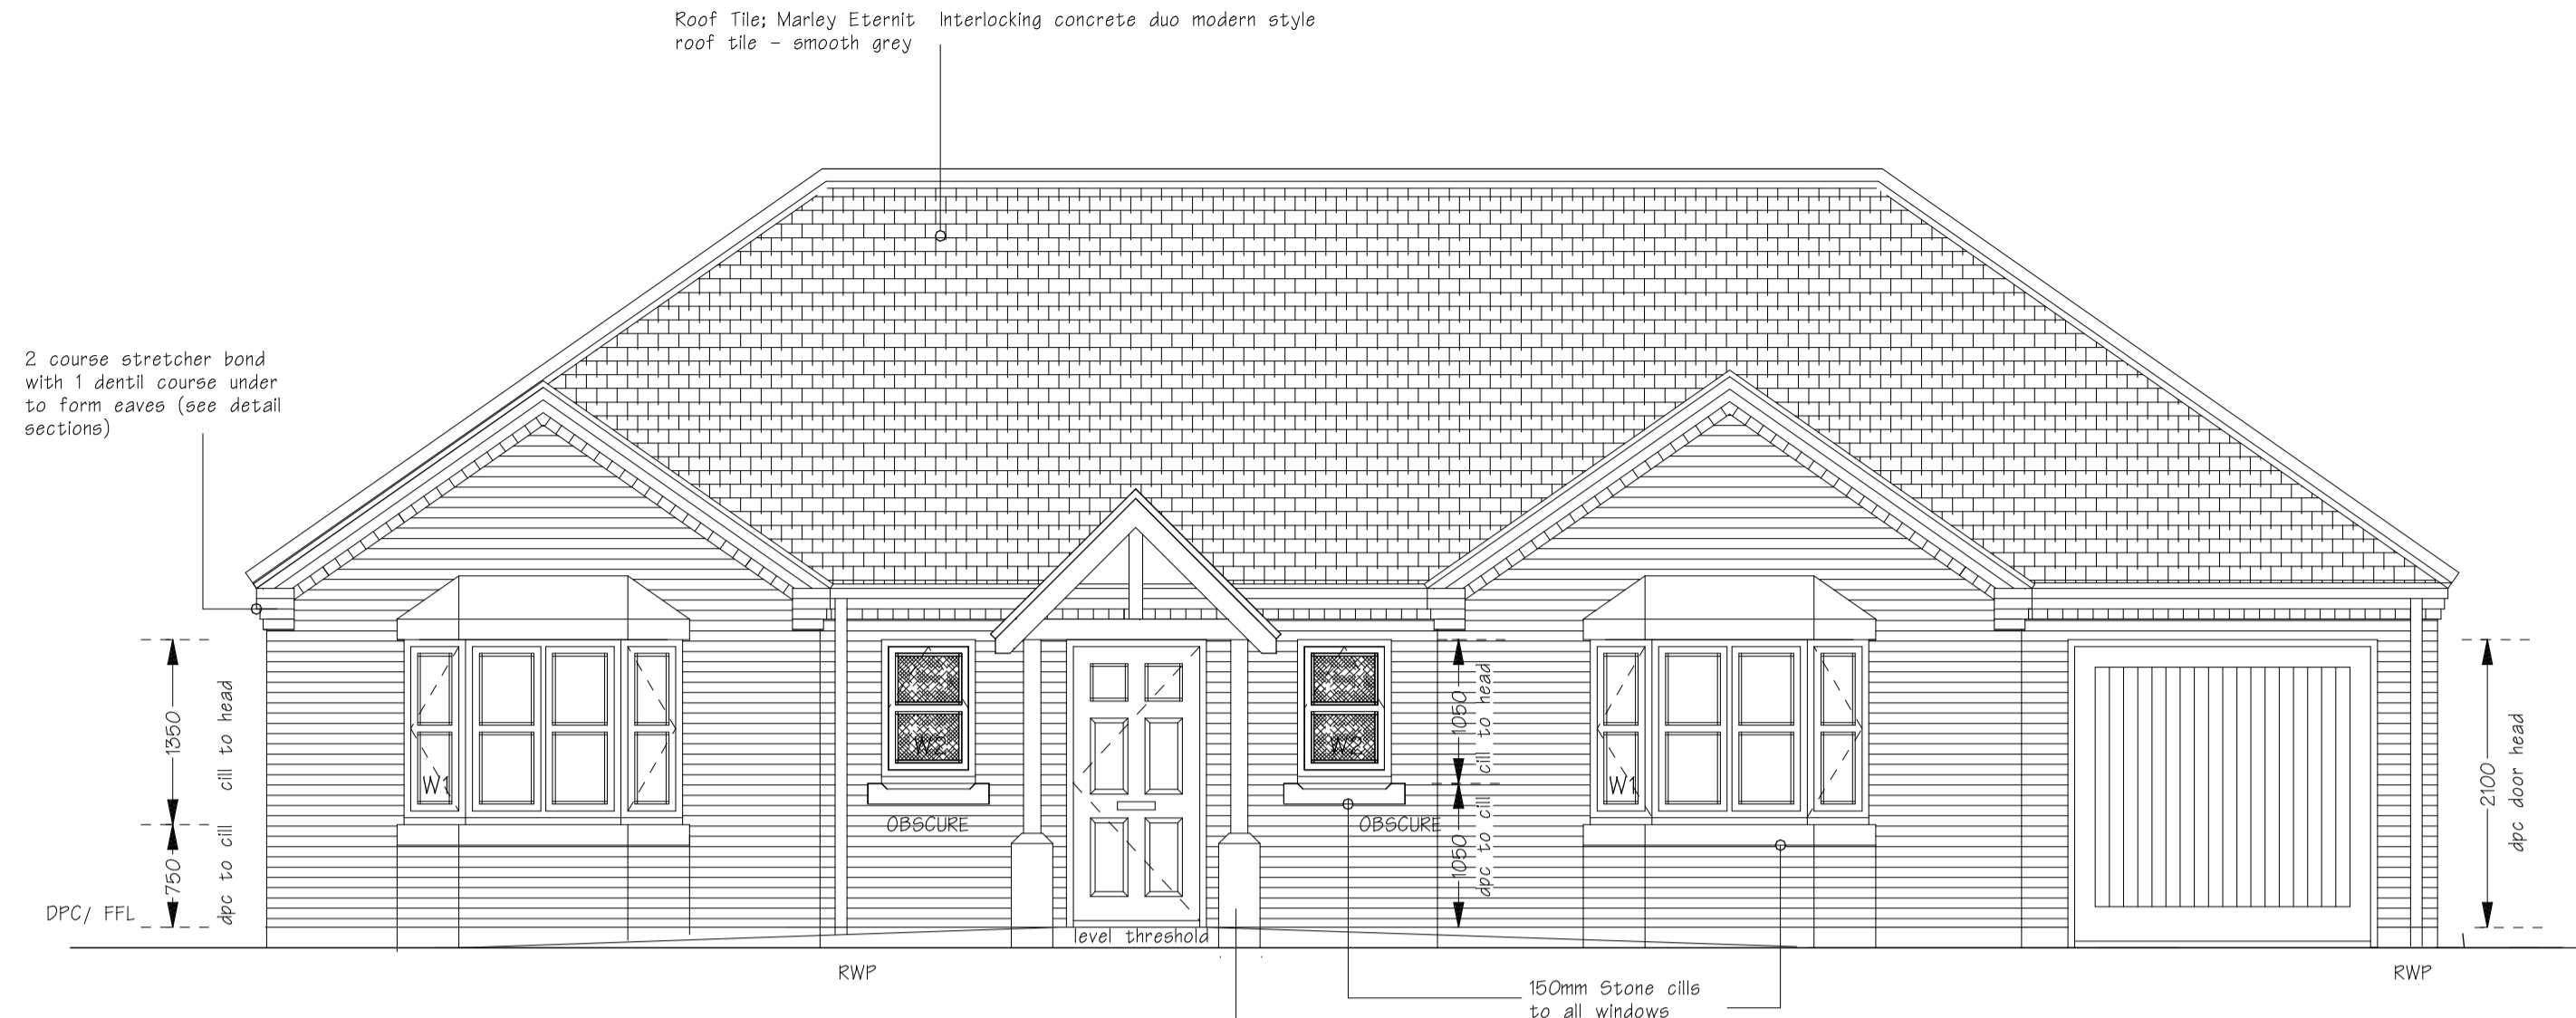 Roof Tile; Marley Eternit Interlocking concrete duo modern style
roof tile - smooth grey
2 course stretcher bond
with 1 dentil course under
to form eaves (see detail
sections)
1350
cill to head
750
dpc to cill
DPC/ FFL
W1
W2
OBSCURE
level threshold
W2
OBSCURE
1050
cill to head
1050
dpc to cill
W1
2100
dpc door head
RWP
RWP
150mm Stone cills
to all windows